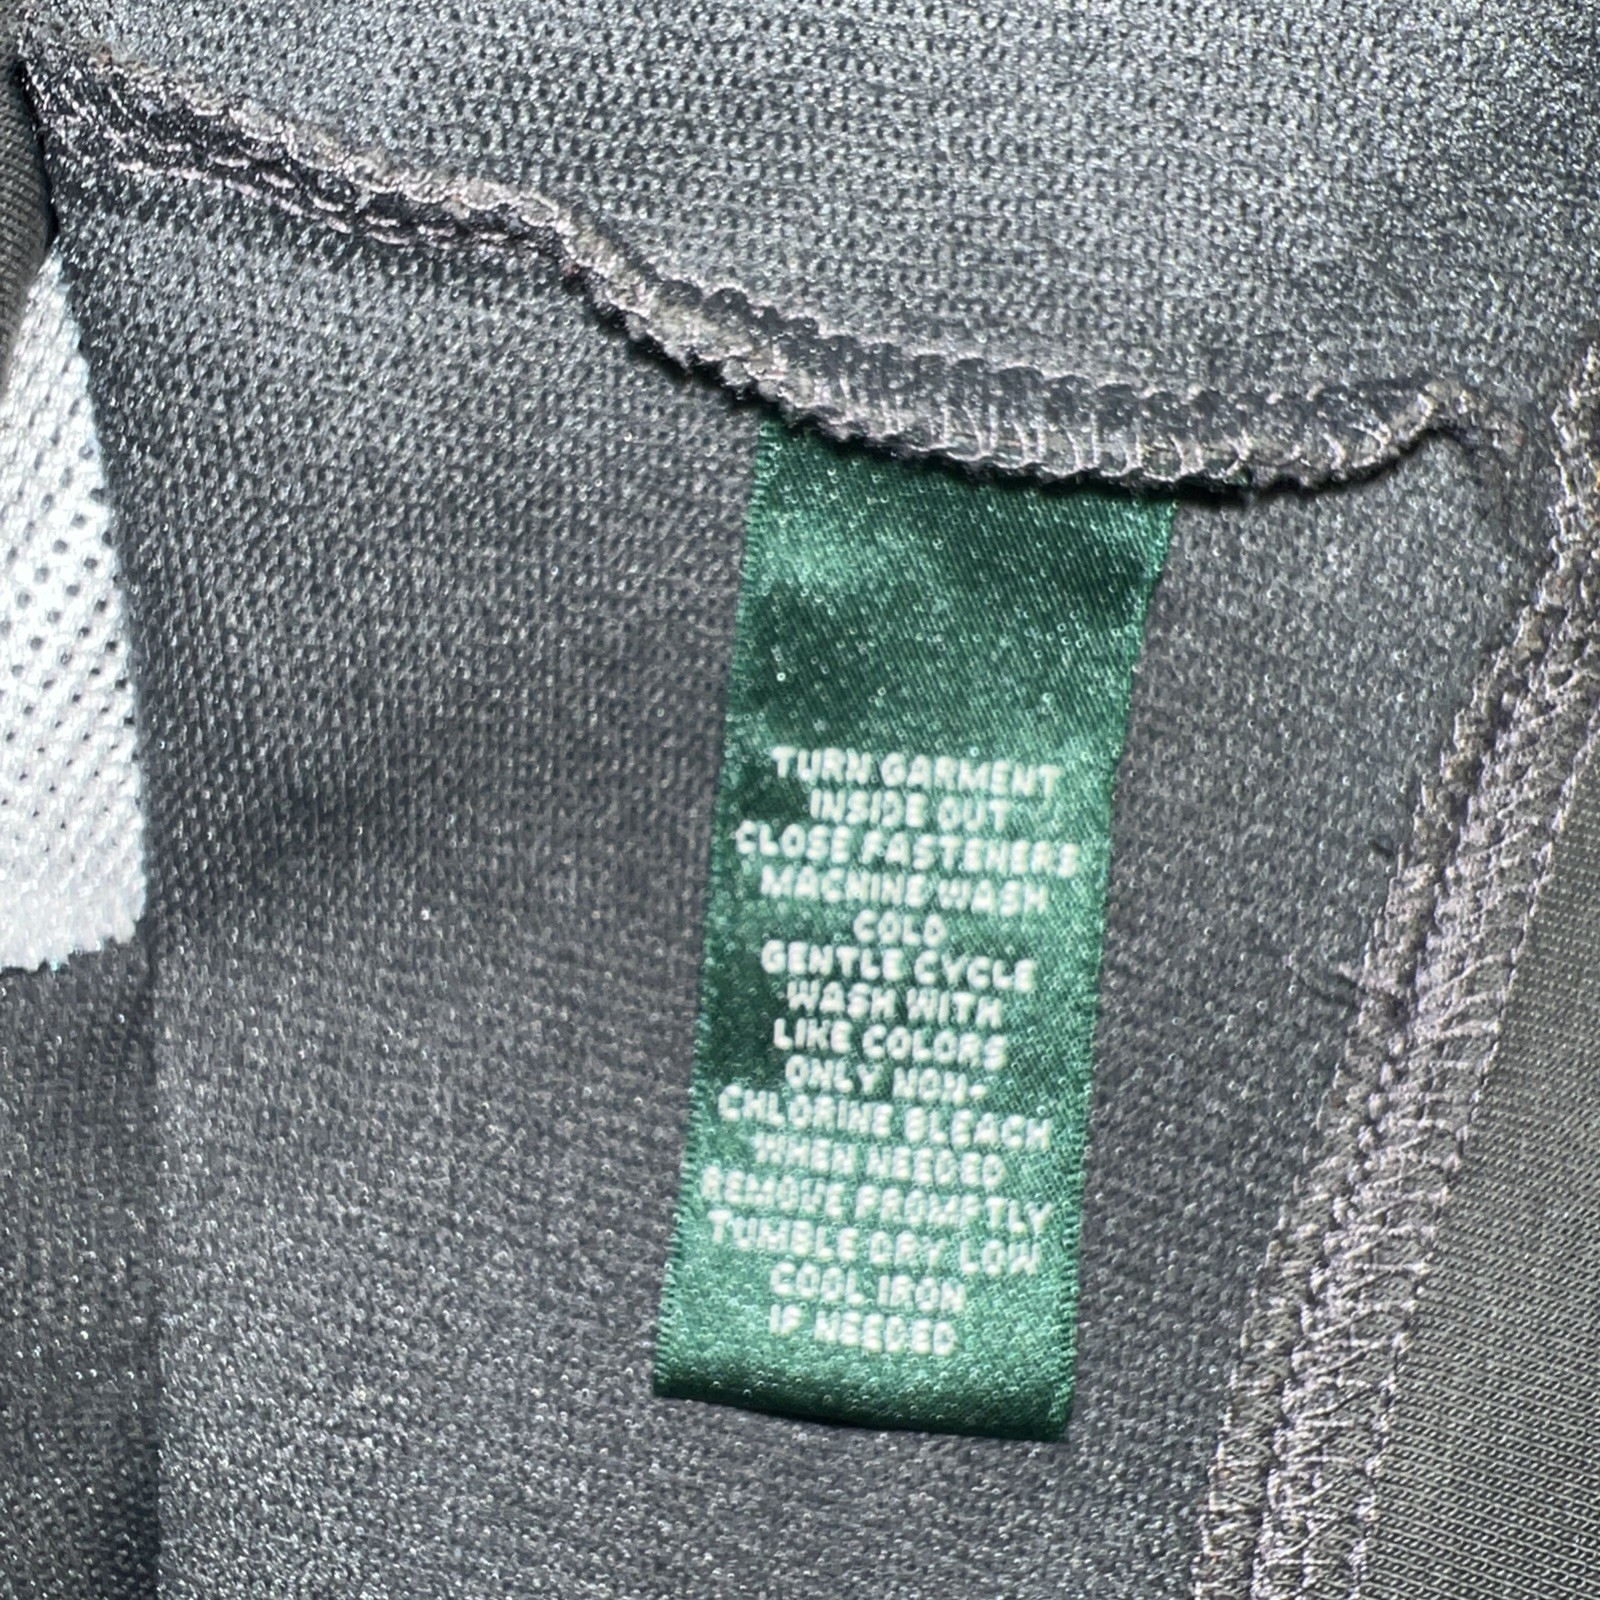 TURN GARMENT
INSIDE OUT
CLOSE FASTENERS
MACHINE WASH
COLD
GENTLE CYCLE
WASH WITH
LIKE COLORS
ONLY NON-
CHLORINE BLEACH
WHEN NEEDED
REMOVE PROMPTLY
TUMBLE DRY LOW
COOL IRON
IF NEEDED